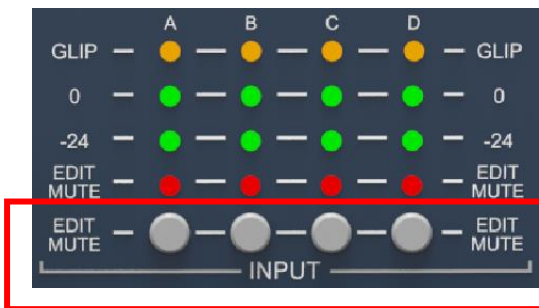 A B C D
GLIP GLIP
0 0
-24 -24
EDIT EDIT
MUTE MUTE
EDIT EDIT
MUTE MUTE
INPUT